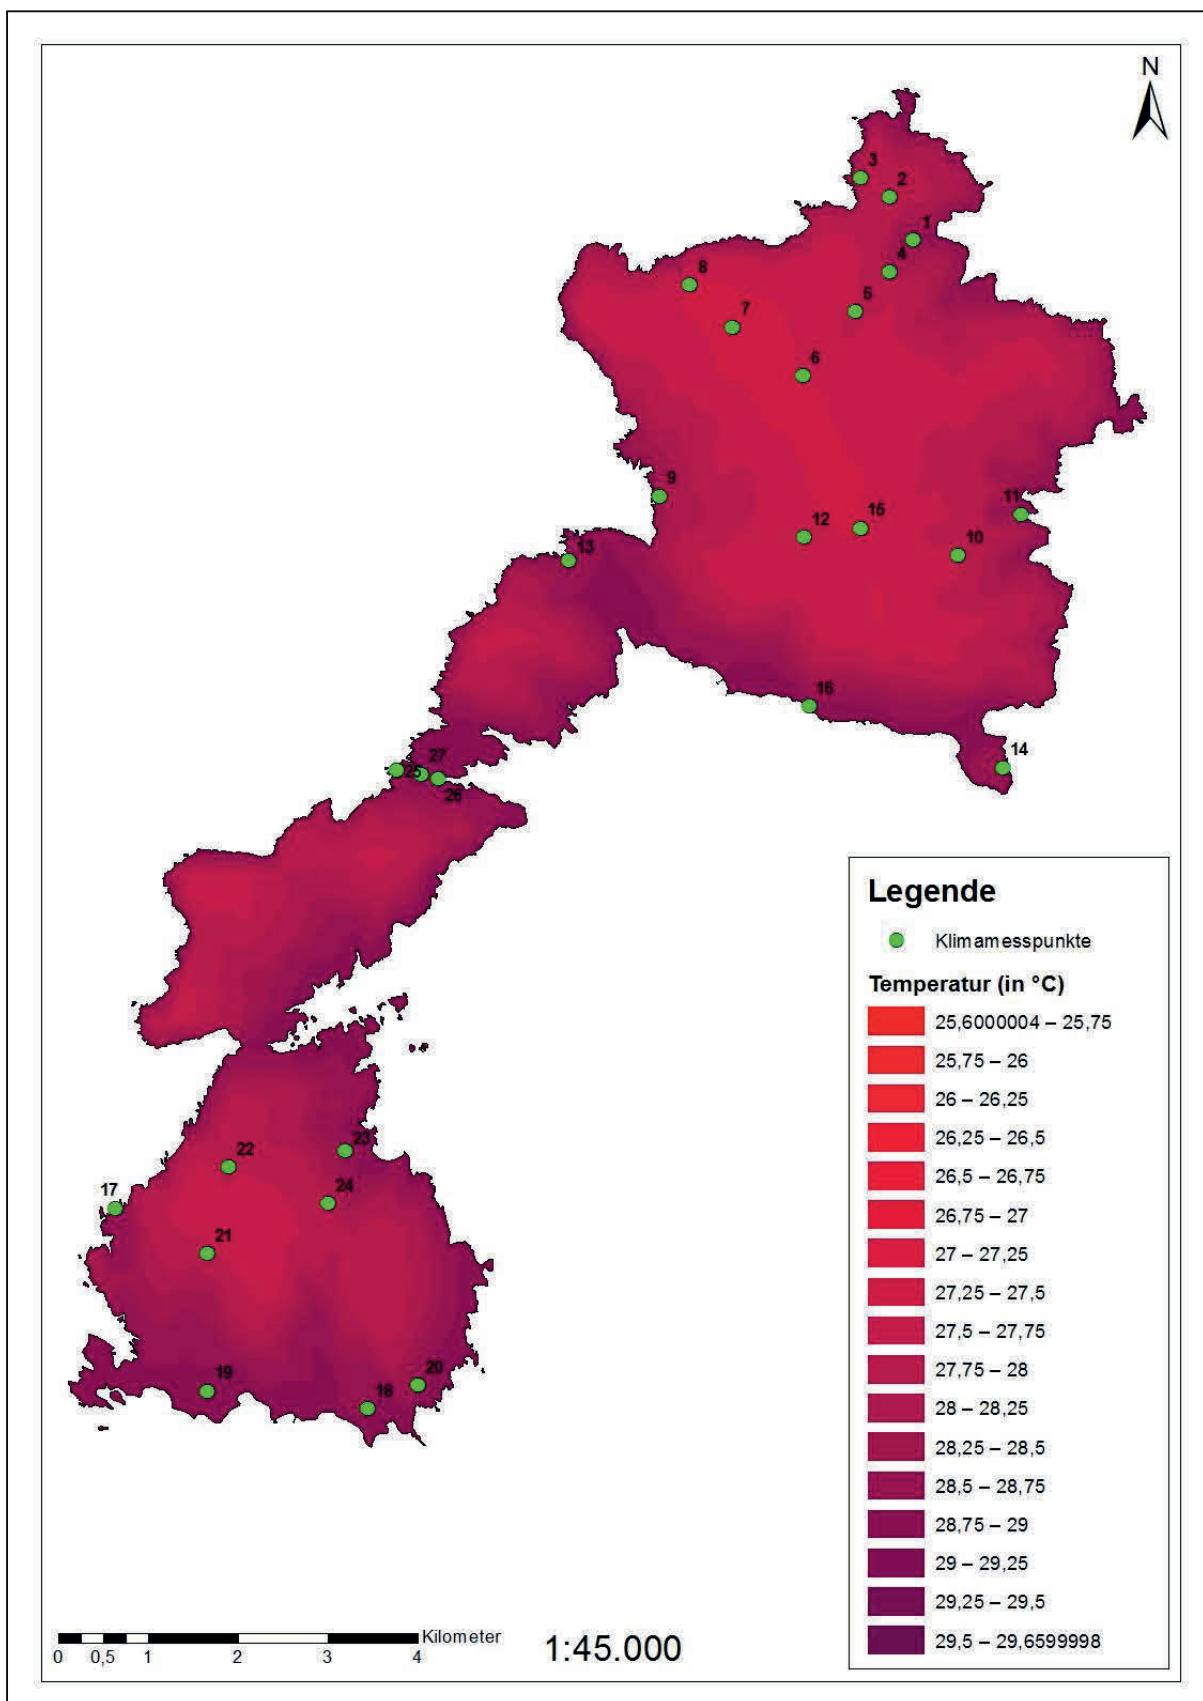 N
3
2
1
4
8
5
7
6
9
11
15
12
10
13
16
14
27
25
26
23
22
24
17
21
20
19
18
Legende
Klimamesspunkte
Temperatur (in °C)
25,6000004 – 25,75
25,75 – 26
26 – 26,25
26,25 – 26,5
26,5 – 26,75
26,75 – 27
27 – 27,25
27,25 – 27,5
27,5 – 27,75
27,75 – 28
28 – 28,25
28,25 – 28,5
28,5 – 28,75
28,75 – 29
29 – 29,25
29,25 – 29,5
29,5 – 29,6599998
Kilometer
0 0,5 1 2 3 4
1:45.000